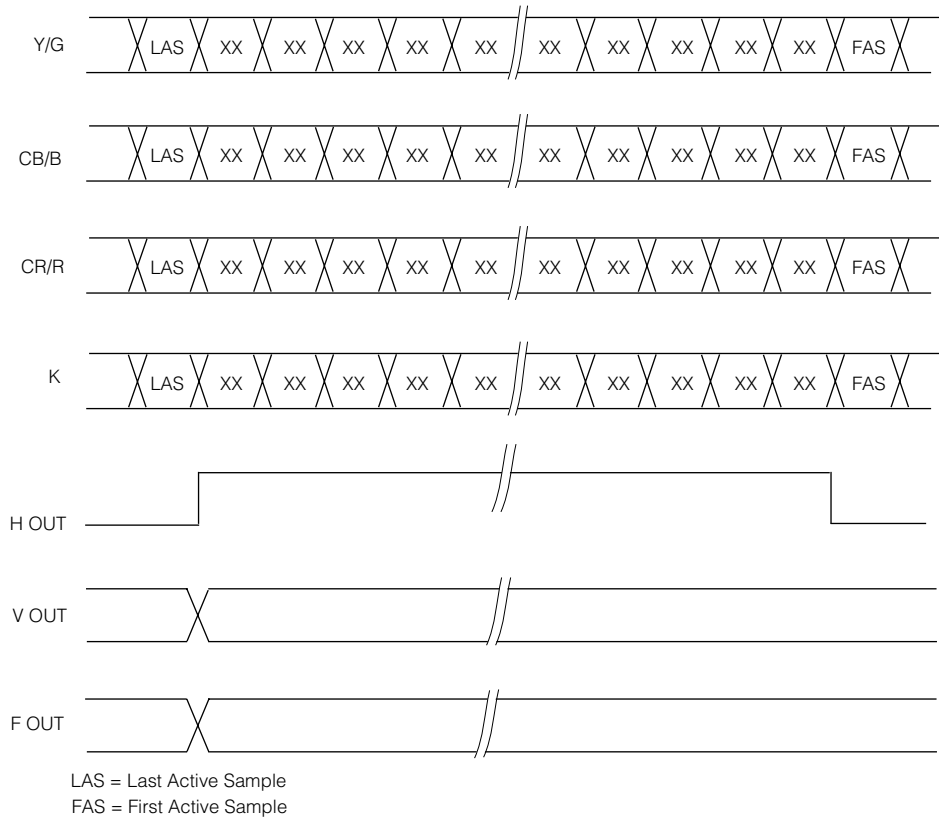 Y/G LAS XX XX XX XX XX XX XX XX XX XX FAS
CB/B LAS XX XX XX XX XX XX XX XX XX XX FAS
CR/R LAS XX XX XX XX XX XX XX XX XX XX FAS
K LAS XX XX XX XX XX XX XX XX XX XX FAS
H OUT
V OUT
F OUT
LAS = Last Active Sample
FAS = First Active Sample